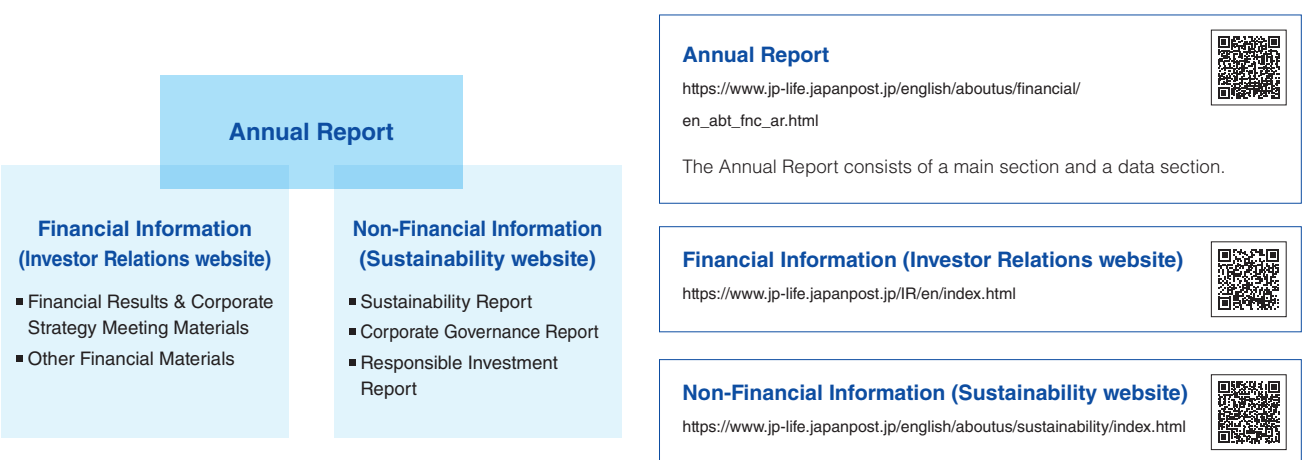 Annual Report
Financial Information
(Investor Relations website)
■ Financial Results & Corporate
Strategy Meeting Materials
■ Other Financial Materials
Non-Financial Information
(Sustainability website)
■ Sustainability Report
■ Corporate Governance Report
■ Responsible Investment
Report
Annual Report
https://www.jp-life.japanpost.jp/english/aboutus/financial/
en_abt_fnc_ar.html
The Annual Report consists of a main section and a data section.
Financial Information (Investor Relations website)
https://www.jp-life.japanpost.jp/IR/en/index.html
Non-Financial Information (Sustainability website)
https://www.jp-life.japanpost.jp/english/aboutus/sustainability/index.html